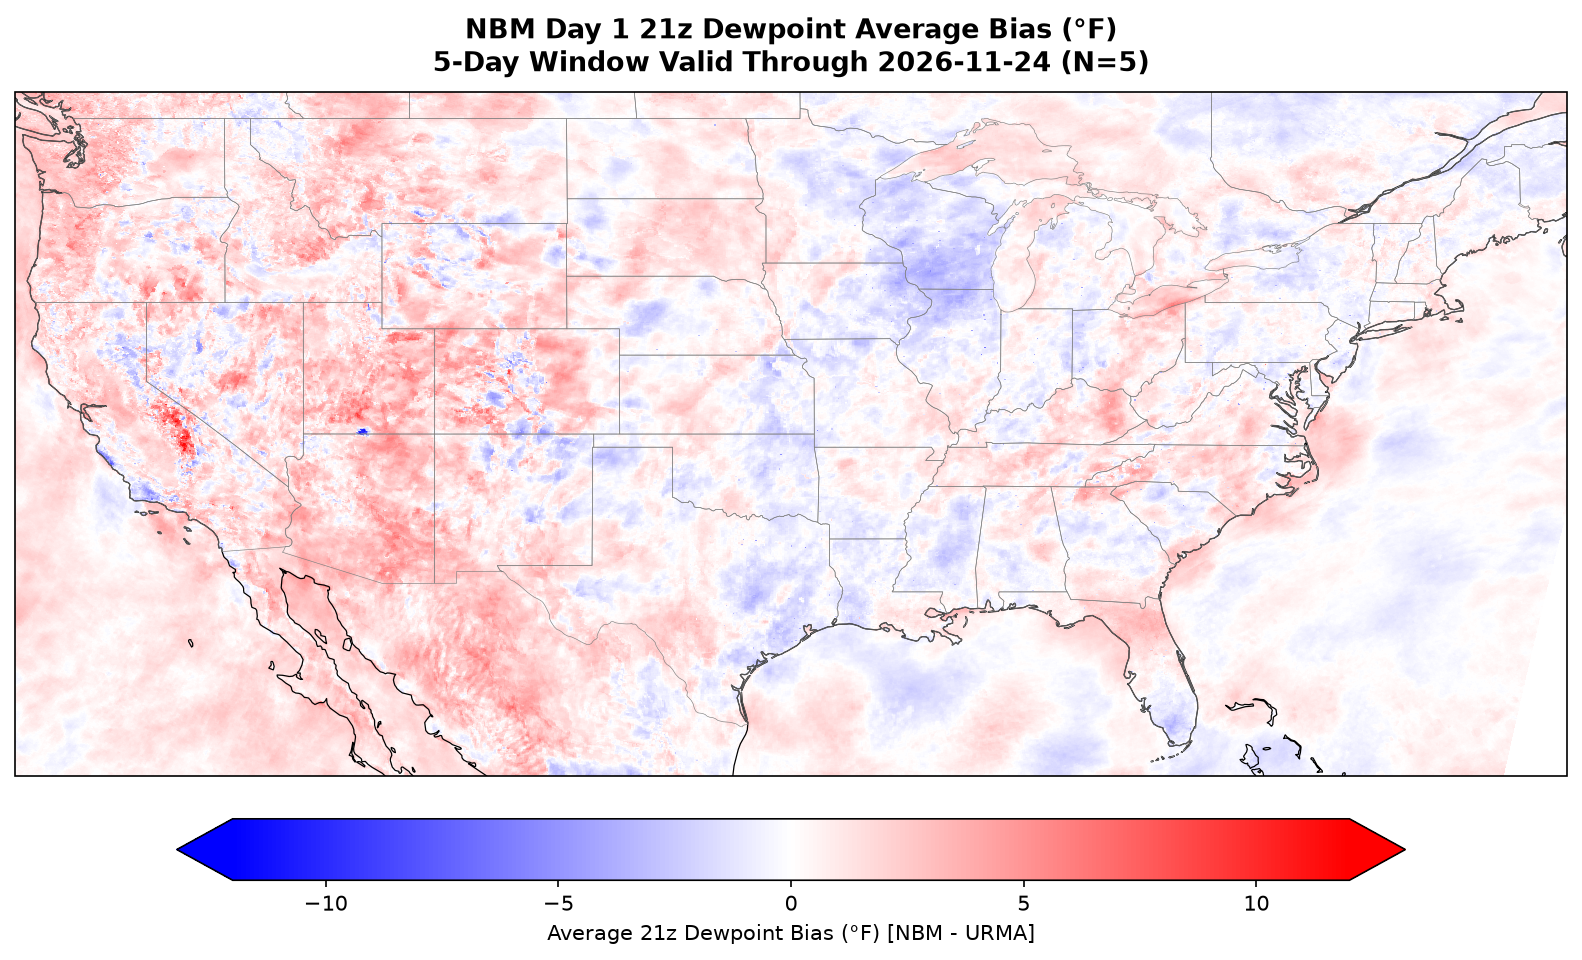 NBM Day 1 21z Dewpoint Average Bias (°F)
5-Day Window Valid Through 2026-11-24 (N=5)
−10 −5 0 5 10
Average 21z Dewpoint Bias (°F) [NBM - URMA]